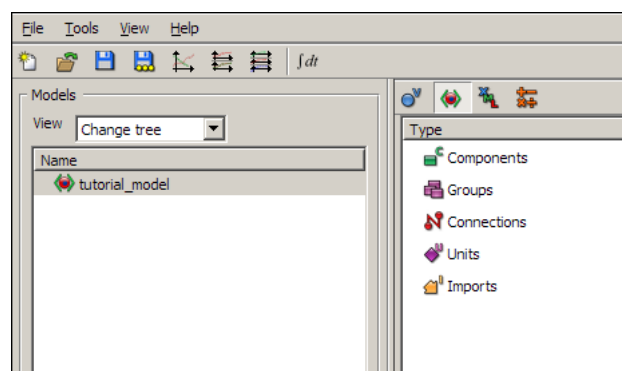 File Tools View Help
∫dt
Models
View Change tree
Name
tutorial_model
Type
Components
Groups
Connections
Units
Imports